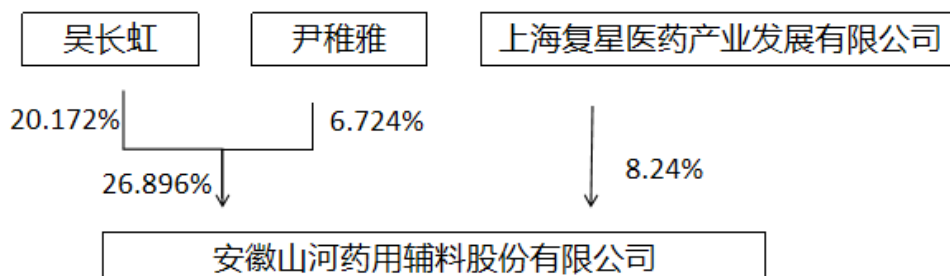 吴长虹
尹稚雅
上海复星医药产业发展有限公司
20.172%
6.724%
26.896%
8.24%
安徽山河药用辅料股份有限公司